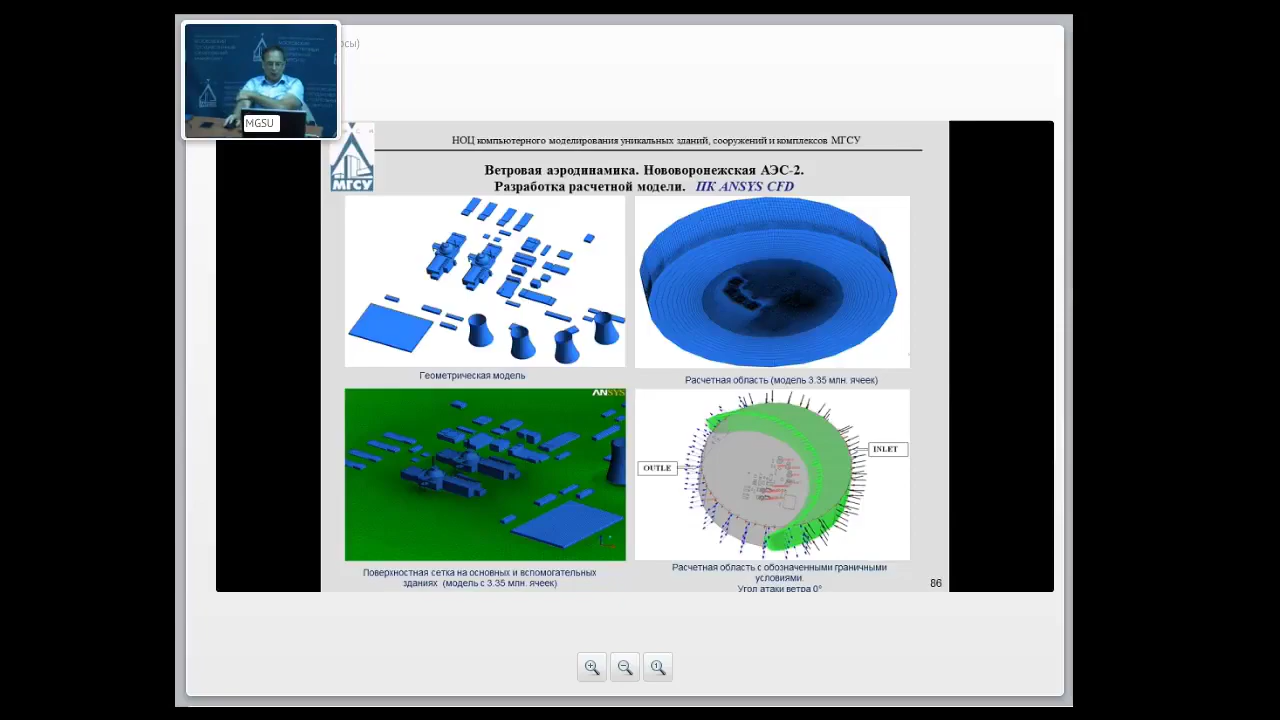 осы)
MGSU
МГСУ
НОЦ компьютерного моделирования уникальных зданий, сооружений и комплексов МГСУ
Ветровая аэродинамика. Нововоронежская АЭС-2.
Разработка расчетной модели. ПК ANSYS CFD
Геометрическая модель
Расчетная область (модель 3.35 млн. ячеек)
ANSYS
OUTLE
INLET
Поверхностная сетка на основных и вспомогательных
зданиях (модель с 3.35 млн. ячеек)
Расчетная область с обозначенными граничными
условиями.
Угол атаки ветра 0°
86